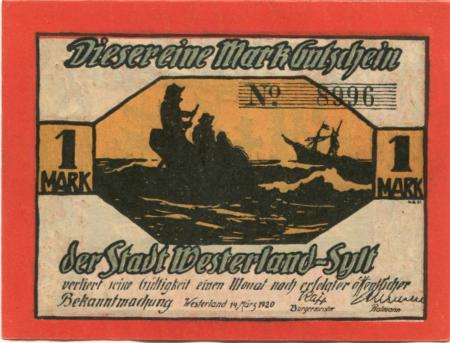 Dieser eine Mark Gutschein
No. 8996
1
MARK
1
MARK
der Stadt Westerland-Sylt
verliert seine Gültigkeit einen Monat nach erfolgter öffentlicher
Bekanntmachung Westerland 14 März 1920
Bürgermeister
Ratmann